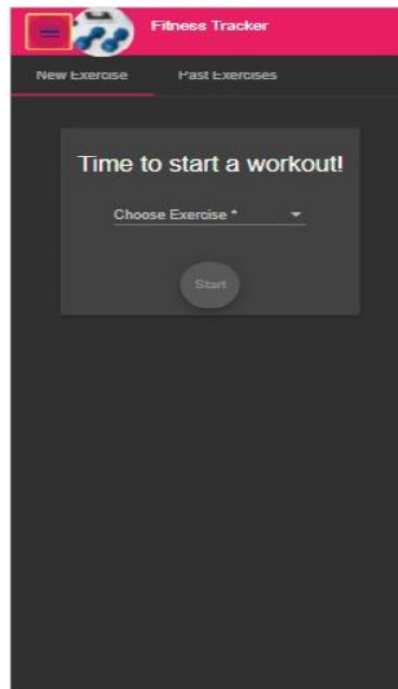 Fitness Tracker
New Exercise Past Exercises
Time to start a workout!
Choose Exercise *
Start